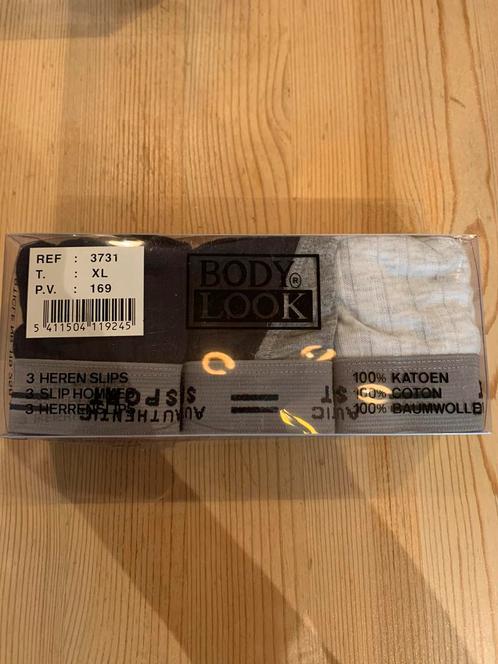 REF : 3731
T. : XL
P.V. : 169
5 411504 119245
BODY
LOOK
®
3 HEREN SLIPS
3 SLIP HOMMES
3 HERRENSLIPS
100% KATOEN
100% COTON
100% BAUMWOLLE
AUTHENTIC